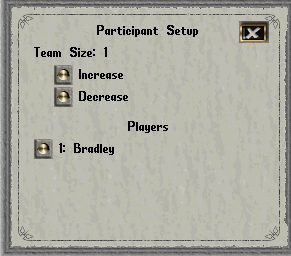 Participant Setup
Team Size: 1
Increase
Decrease
Players
1: Bradley